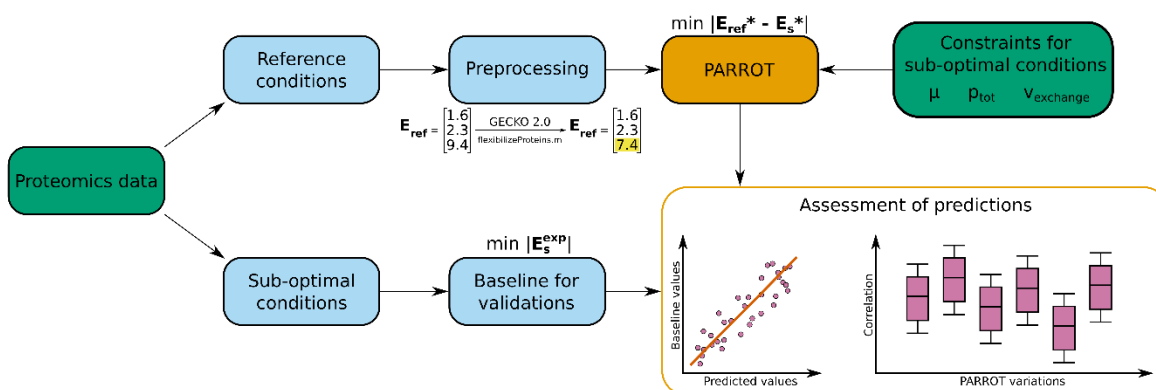 min |E_ref* - E_s*|
Reference
conditions
Preprocessing
PARROT
Constraints for
sub-optimal conditions
μ p_tot v_exchange
E_ref = [1.6 2.3 9.4] GECKO 2.0 flexibilizeProteins.m E_ref = [1.6 2.3 7.4]
Proteomics data
min |E_s^exp|
Sub-optimal
conditions
Baseline for
validations
Assessment of predictions
Baseline values
Predicted values
Correlation
PARROT variations